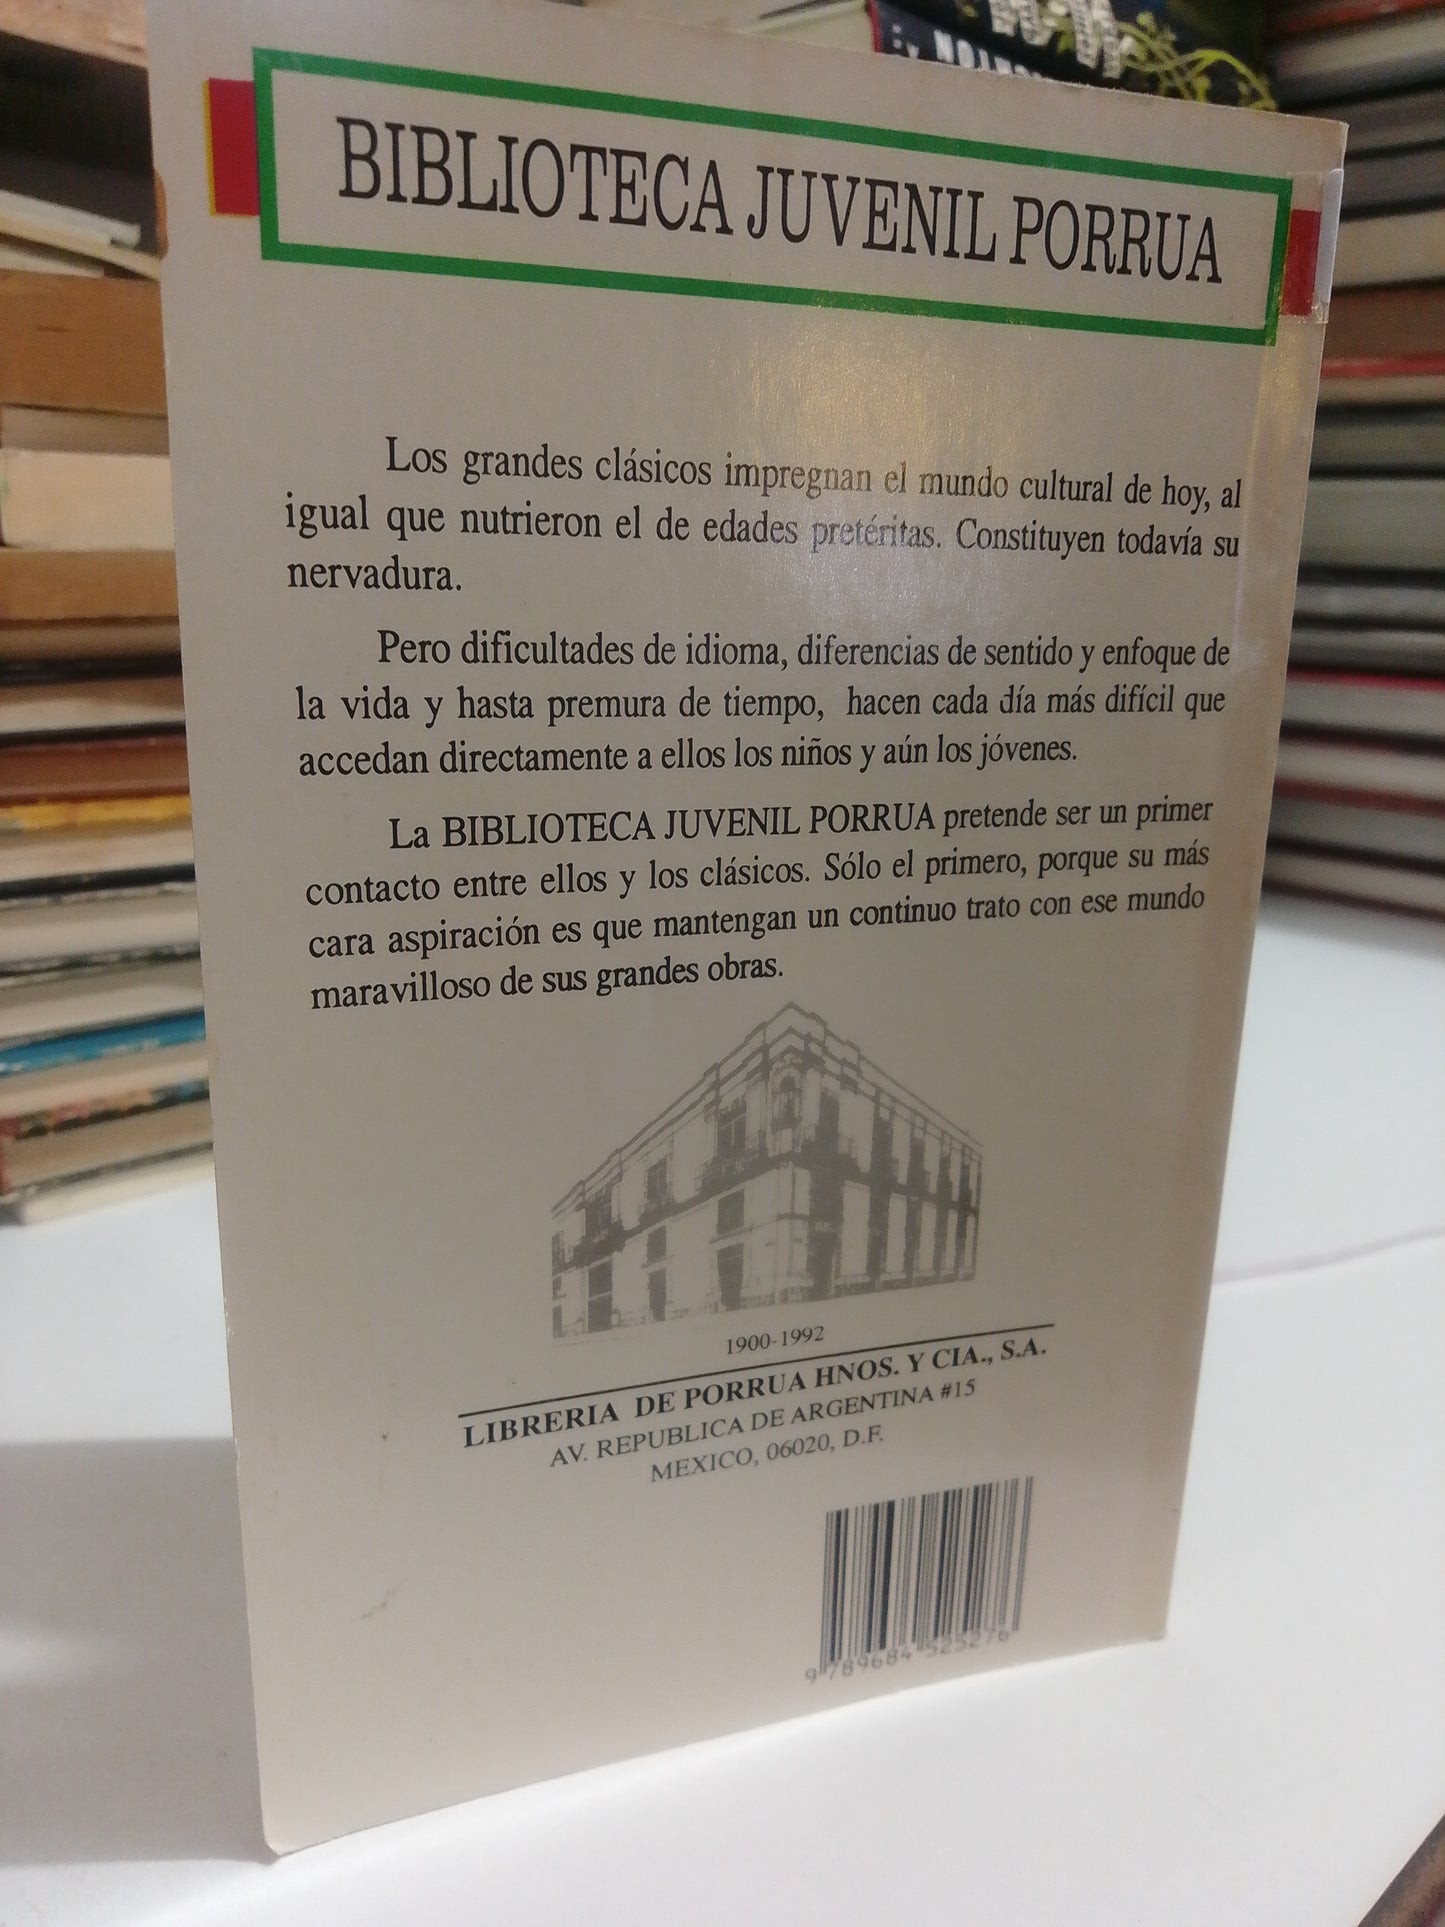 BIBLIOTECA JUVENIL PORRUA
Los grandes clásicos impregnan el mundo cultural de hoy, al
igual que nutrieron el de edades pretéritas. Constituyen todavía su
nervadura.
Pero dificultades de idioma, diferencias de sentido y enfoque de
la vida y hasta premura de tiempo, hacen cada día más difícil que
accedan directamente a ellos los niños y aún los jóvenes.
La BIBLIOTECA JUVENIL PORRUA pretende ser un primer
contacto entre ellos y los clásicos. Sólo el primero, porque su más
cara aspiración es que mantengan un continuo trato con ese mundo
maravilloso de sus grandes obras.
1900-1992
LIBRERIA DE PORRUA HNOS. Y CIA., S.A.
AV. REPUBLICA DE ARGENTINA #15
MEXICO, 06020, D.F.
9 789684 525276